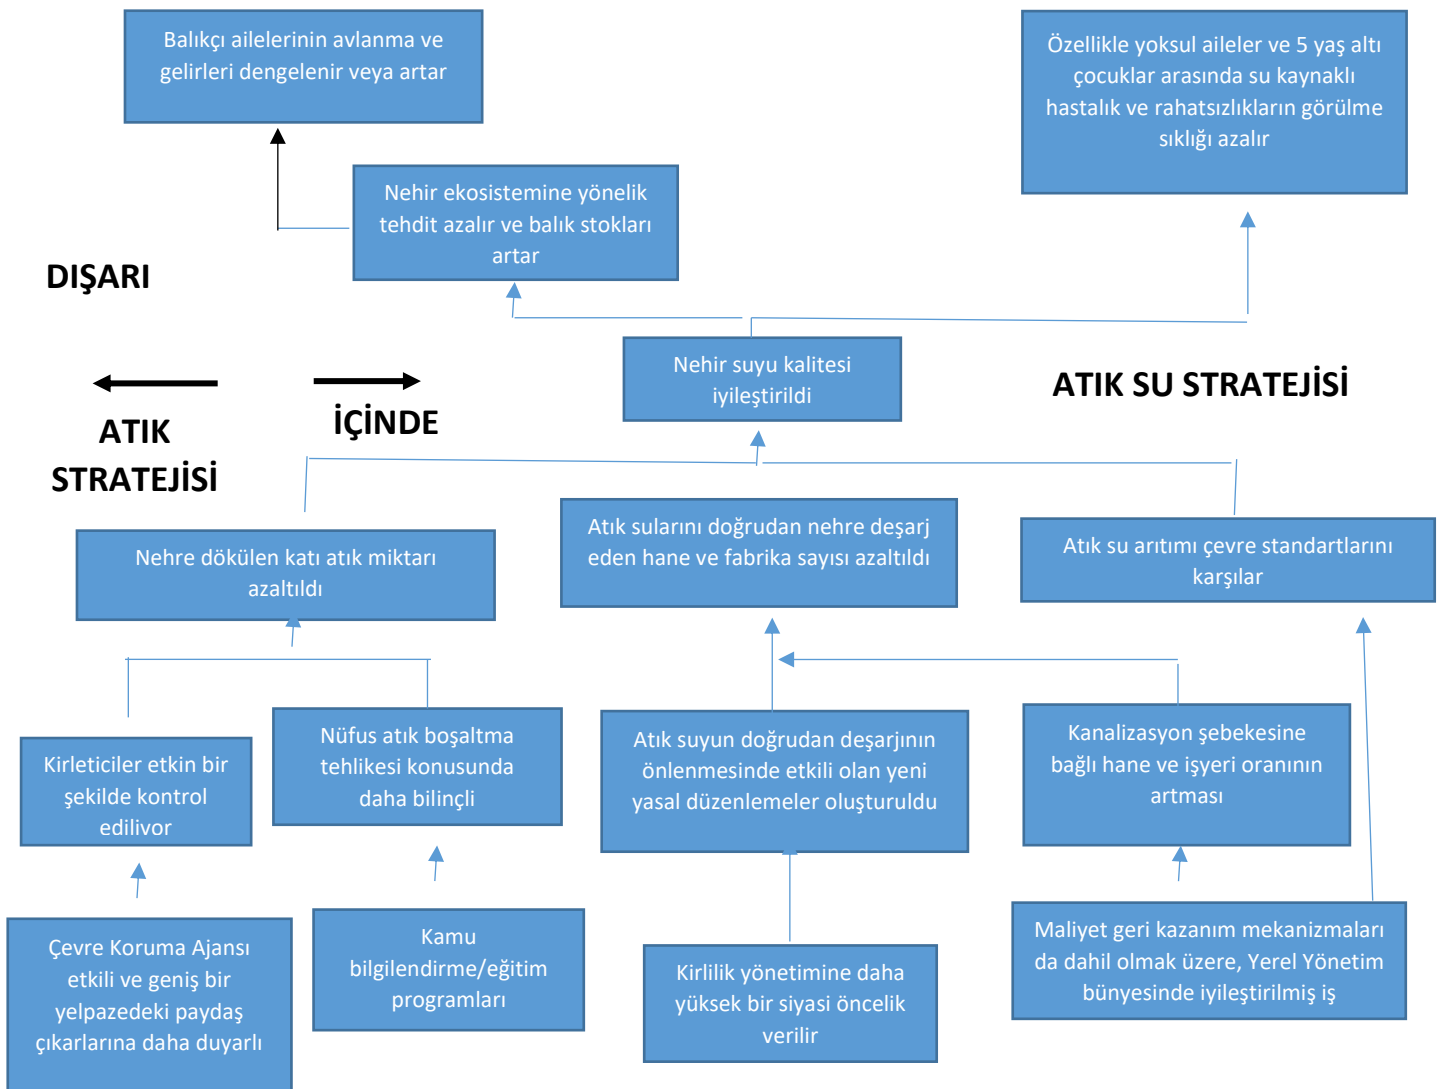 Balıkçı ailelerinin avlanma ve
gelirleri dengelenir veya artar
Özellikle yoksul aileler ve 5 yaş altı
çocuklar arasında su kaynaklı
hastalık ve rahatsızlıkların görülme
sıklığı azalır
Nehir ekosistemine yönelik
tehdit azalır ve balık stokları
artar
DIŞARI
Nehir suyu kalitesi
iyileştirildi
ATIK SU STRATEJİSİ
İÇİNDE
ATIK
STRATEJİSİ
Nehre dökülen katı atık miktarı
azaltıldı
Atık sularını doğrudan nehre deşarj
eden hane ve fabrika sayısı azaltıldı
Atık su arıtımı çevre standartlarını
karşılar
Kirleticiler etkin bir
şekilde kontrol
ediliyor
Nüfus atık boşaltma
tehlikesi konusunda
daha bilinçli
Atık suyun doğrudan deşarjının
önlenmesinde etkili olan yeni
yasal düzenlemeler oluşturuldu
Kanalizasyon şebekesine
bağlı hane ve işyeri oranının
artması
Çevre Koruma Ajansı
etkili ve geniş bir
yelpazedeki paydaş
çıkarlarına daha duyarlı
Kamu
bilgilendirme/eğitim
programları
Kirlilik yönetimine daha
yüksek bir siyasi öncelik
verilir
Maliyet geri kazanım mekanizmaları
da dahil olmak üzere, Yerel Yönetim
bünyesinde iyileştirilmiş iş